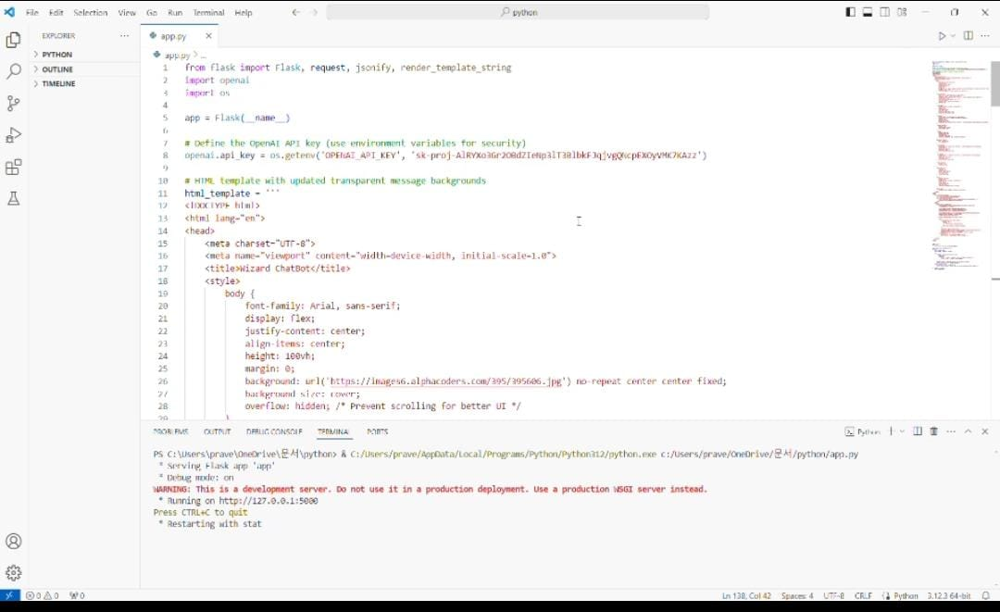 File Edit Selection View Go Run Terminal Help
python
EXPLORER
PYTHON
OUTLINE
TIMELINE
app.py
app.py > ...
1 from flask import Flask, request, jsonify, render_template_string
2 import openai
3 import os
4
5 app = Flask(__name__)
6
7 # Define the OpenAI API key (use environment variables for security)
8 openai.api_key = os.getenv('OPENAI_API_KEY', '')
9
10 # HTML template with updated transparent message backgrounds
11 html_template = '''
12 <!DOCTYPE html>
13 <html lang="en">
14 <head>
15 <meta charset="UTF-8">
16 <meta name="viewport" content="width=device-width, initial-scale=1.0">
17 <title>Wizard ChatBot</title>
18 <style>
19 body {
20 font-family: Arial, sans-serif;
21 display: flex;
22 justify-content: center;
23 align-items: center;
24 height: 100vh;
25 margin: 0;
26 background: url('https://images6.alphacoders.com/395/395606.jpg') no-repeat center center fixed;
27 background-size: cover;
28 overflow: hidden; /* Prevent scrolling for better UI */
29 }
PROBLEMS OUTPUT DEBUG CONSOLE TERMINAL PORTS
Python
PS C:\Users\prave\OneDrive\문서\python> & C:/Users/prave/AppData/Local/Programs/Python/Python312/python.exe c:/Users/prave/OneDrive/문서/python/app.py
* Serving Flask app 'app'
* Debug mode: on
WARNING: This is a development server. Do not use it in a production deployment. Use a production WSGI server instead.
* Running on http://127.0.0.1:5000
Press CTRL+C to quit
* Restarting with stat
0 0 0
Ln 138, Col 42 Spaces: 4 UTF-8 CRLF Python 3.12.3 64-bit